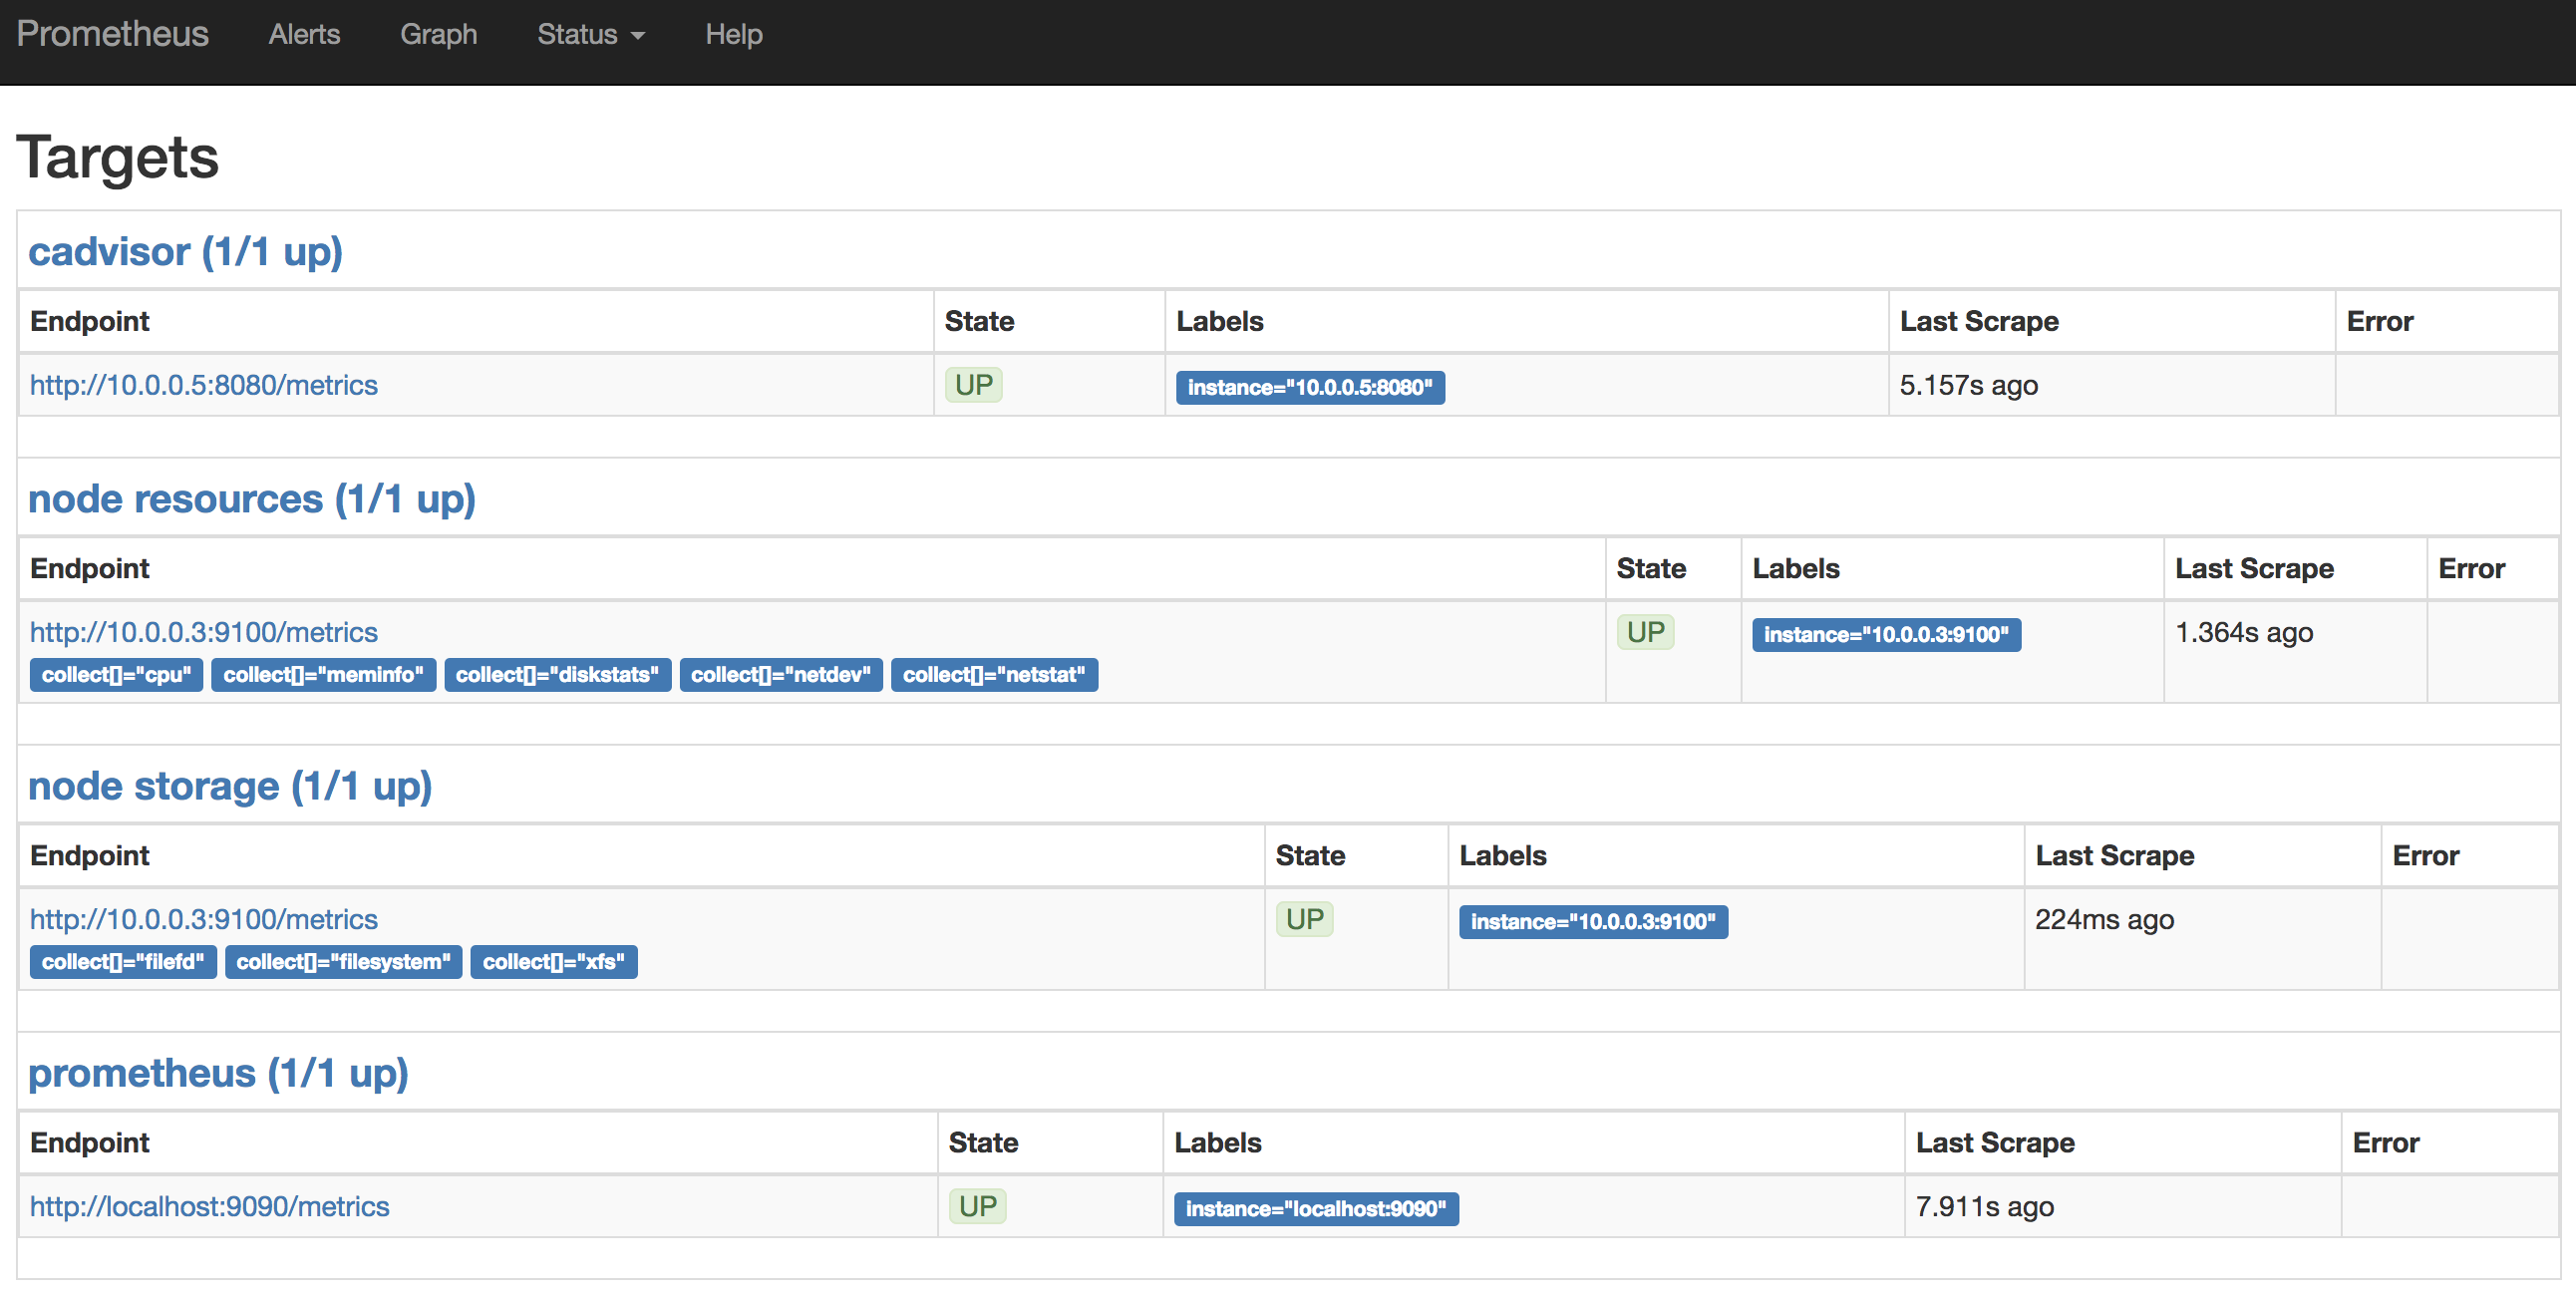 Prometheus Alerts Graph Status Help
Targets
cadvisor (1/1 up)
Endpoint State Labels Last Scrape Error
http://10.0.0.5:8080/metrics UP instance="10.0.0.5:8080" 5.157s ago
node resources (1/1 up)
Endpoint State Labels Last Scrape Error
http://10.0.0.3:9100/metrics UP instance="10.0.0.3:9100" 1.364s ago
collect[]="cpu" collect[]="meminfo" collect[]="diskstats" collect[]="netdev" collect[]="netstat"
node storage (1/1 up)
Endpoint State Labels Last Scrape Error
http://10.0.0.3:9100/metrics UP instance="10.0.0.3:9100" 224ms ago
collect[]="filefd" collect[]="filesystem" collect[]="xfs"
prometheus (1/1 up)
Endpoint State Labels Last Scrape Error
http://localhost:9090/metrics UP instance="localhost:9090" 7.911s ago